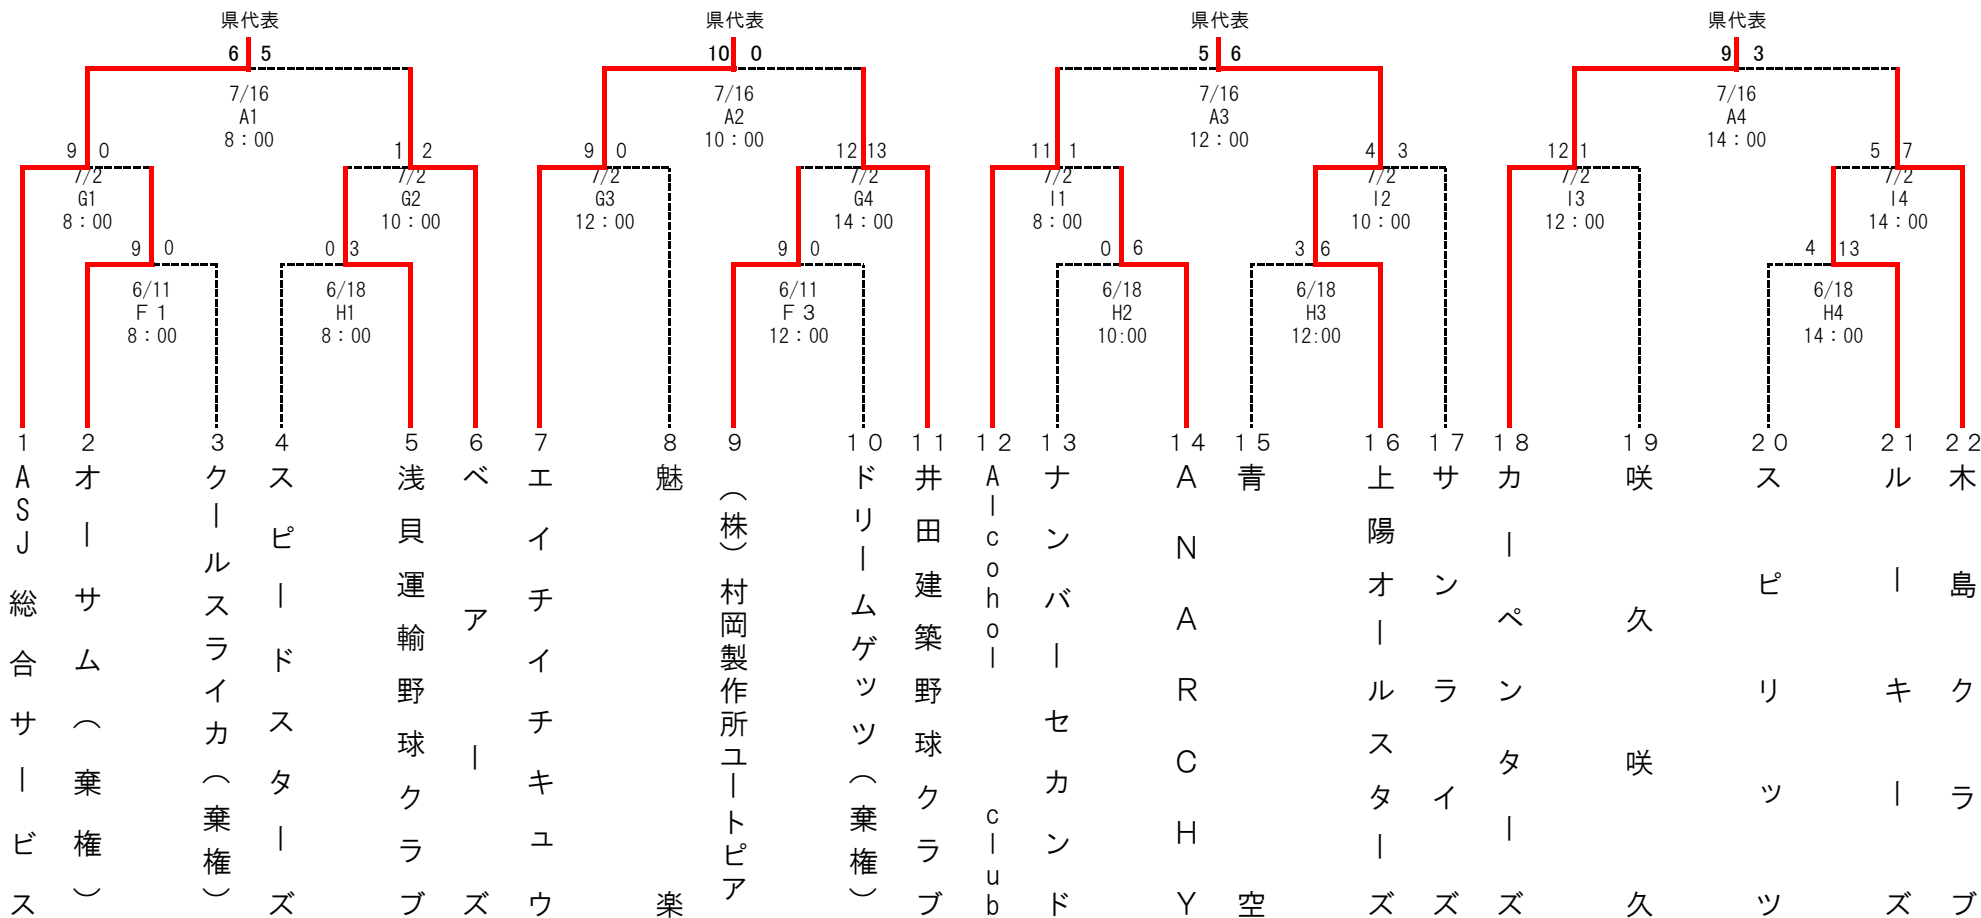 県代表 県代表 県代表 県代表
6 5 10 0 5 6 9 3
7/16 7/16 7/16 7/16
A1 A2 A3 A4
8：00 10：00 12：00 14：00
9 0 1 2 9 0 12 13 11 1 4 3 12 1 5 7
7/2 7/2 7/2 7/2 7/2 7/2 7/2 7/2
G1 G2 G3 G4 I1 I2 I3 I4
8：00 10：00 12：00 14：00 8：00 10：00 12：00 14：00
9 0 0 3 9 0 0 6 3 6 4 13
6/11 6/18 6/11 6/18 6/18 6/18
Ｆ１ H1 Ｆ３ H2 H3 H4
8：00 8：00 12：00 10:00 12:00 14：00
１ ２ ３ ４ ５ ６ ７ ８ ９ １０ １１ １２ １３ １４ １５ １６ １７ １８ １９ ２０ ２１ ２２
ASJ総合サービス
オーサム（棄権）
クールスライカ（棄権）
スピードスターズ
浅貝運輸野球クラブ
ベアーズ
エイチイチキュウ
魅楽
（株）村岡製作所ユートピア
ドリームゲッツ（棄権）
井田建築野球クラブ
Alcohol club
ナンバーセカンド
ＡＮＡＲＣＨＹ
青空
上陽オールスターズ
サンライズ
カーペンターズ
咲久咲久
スピリッツ
ルーキーズ
木島クラブ